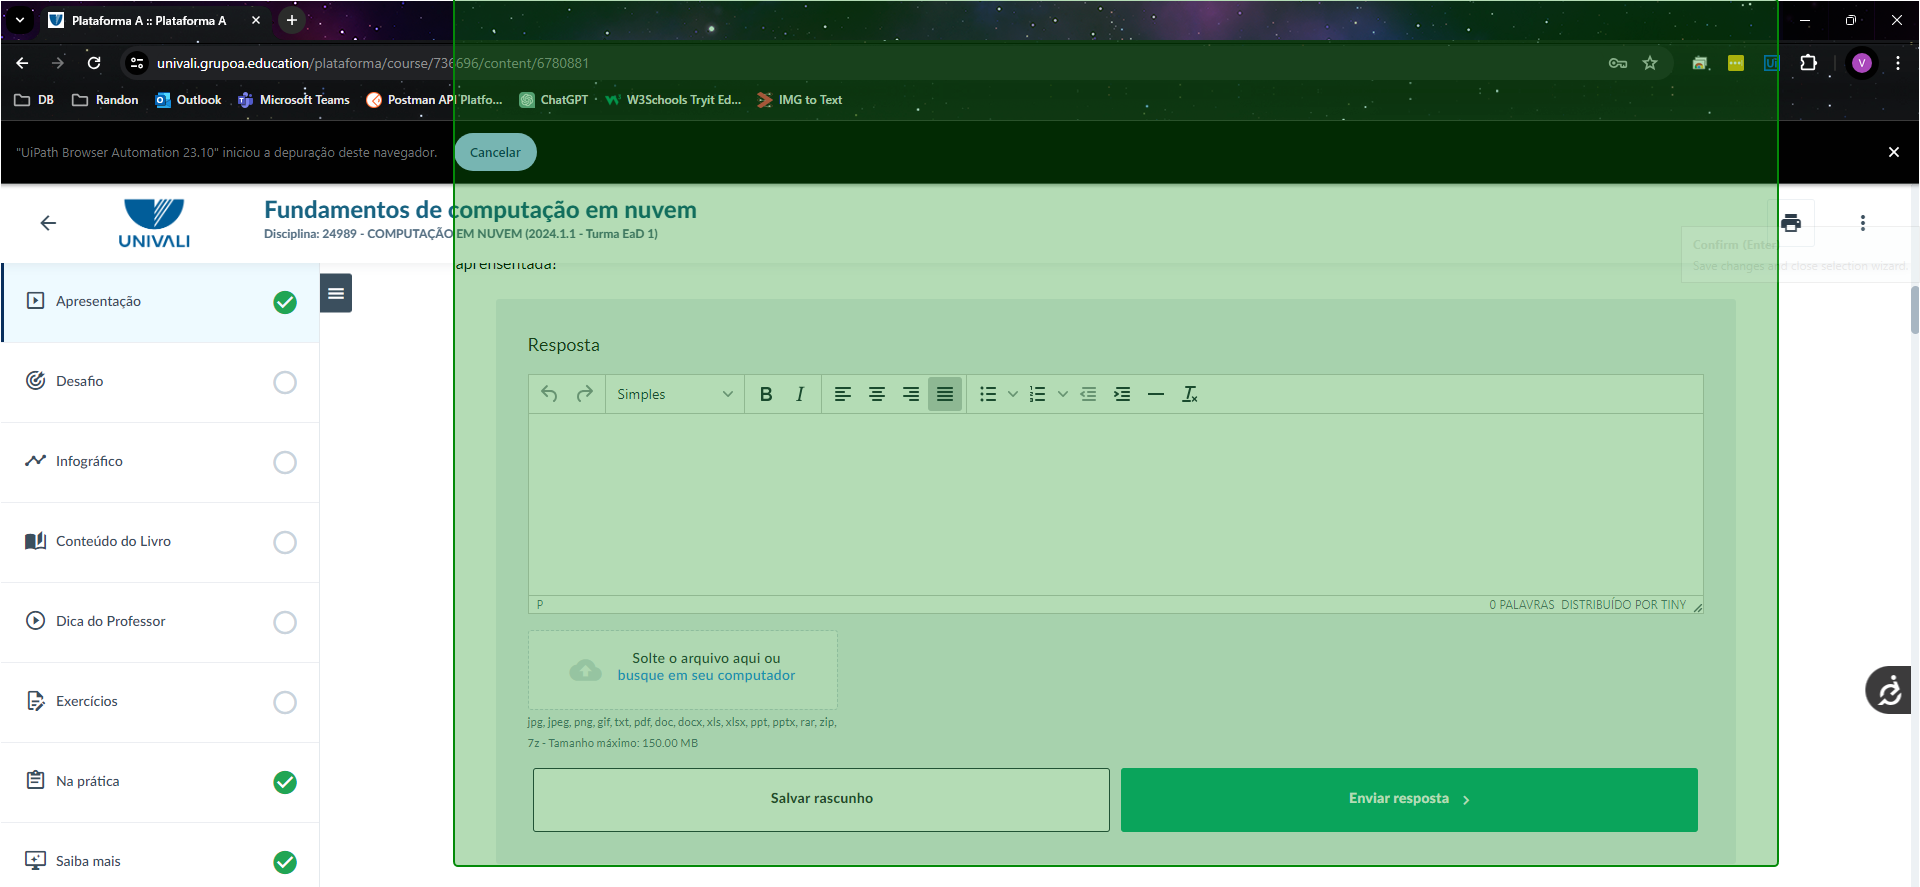 Plataforma A :: Plataforma A
univali.grupoa.education/plataforma/course/736696/content/6780881
V
DB
Randon
Outlook
Microsoft Teams
Postman API Platfo...
ChatGPT
W3Schools Tryit Ed...
IMG to Text
"UiPath Browser Automation 23.10" iniciou a depuração deste navegador.
Cancelar
UNIVALI
Fundamentos de computação em nuvem
Disciplina: 24989 - COMPUTAÇÃO EM NUVEM (2024.1.1 - Turma EaD 1)
Confirm (Enter)
Save changes and close selection wizard.
aprensentada?
Apresentação
Desafio
Infográfico
Conteúdo do Livro
Dica do Professor
Exercícios
Na prática
Saiba mais
Resposta
Simples
B I
P
0 PALAVRAS DISTRIBUÍDO POR TINY
Solte o arquivo aqui ou
busque em seu computador
jpg, jpeg, png, gif, txt, pdf, doc, docx, xls, xlsx, ppt, pptx, rar, zip,
7z - Tamanho máximo: 150.00 MB
Salvar rascunho
Enviar resposta